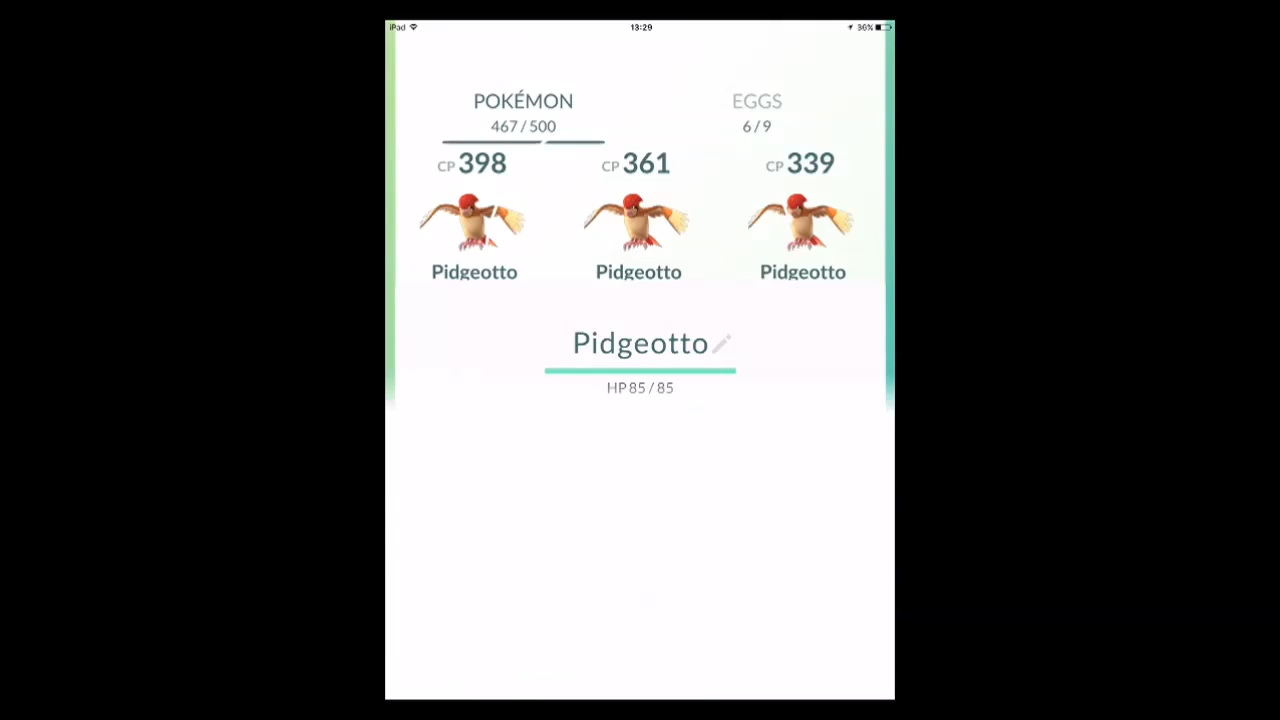 iPad 13:29 36%
POKÉMON EGGS
467 / 500 6 / 9
CP 398 CP 361 CP 339
Pidgeotto Pidgeotto Pidgeotto
Pidgeotto
HP 85 / 85